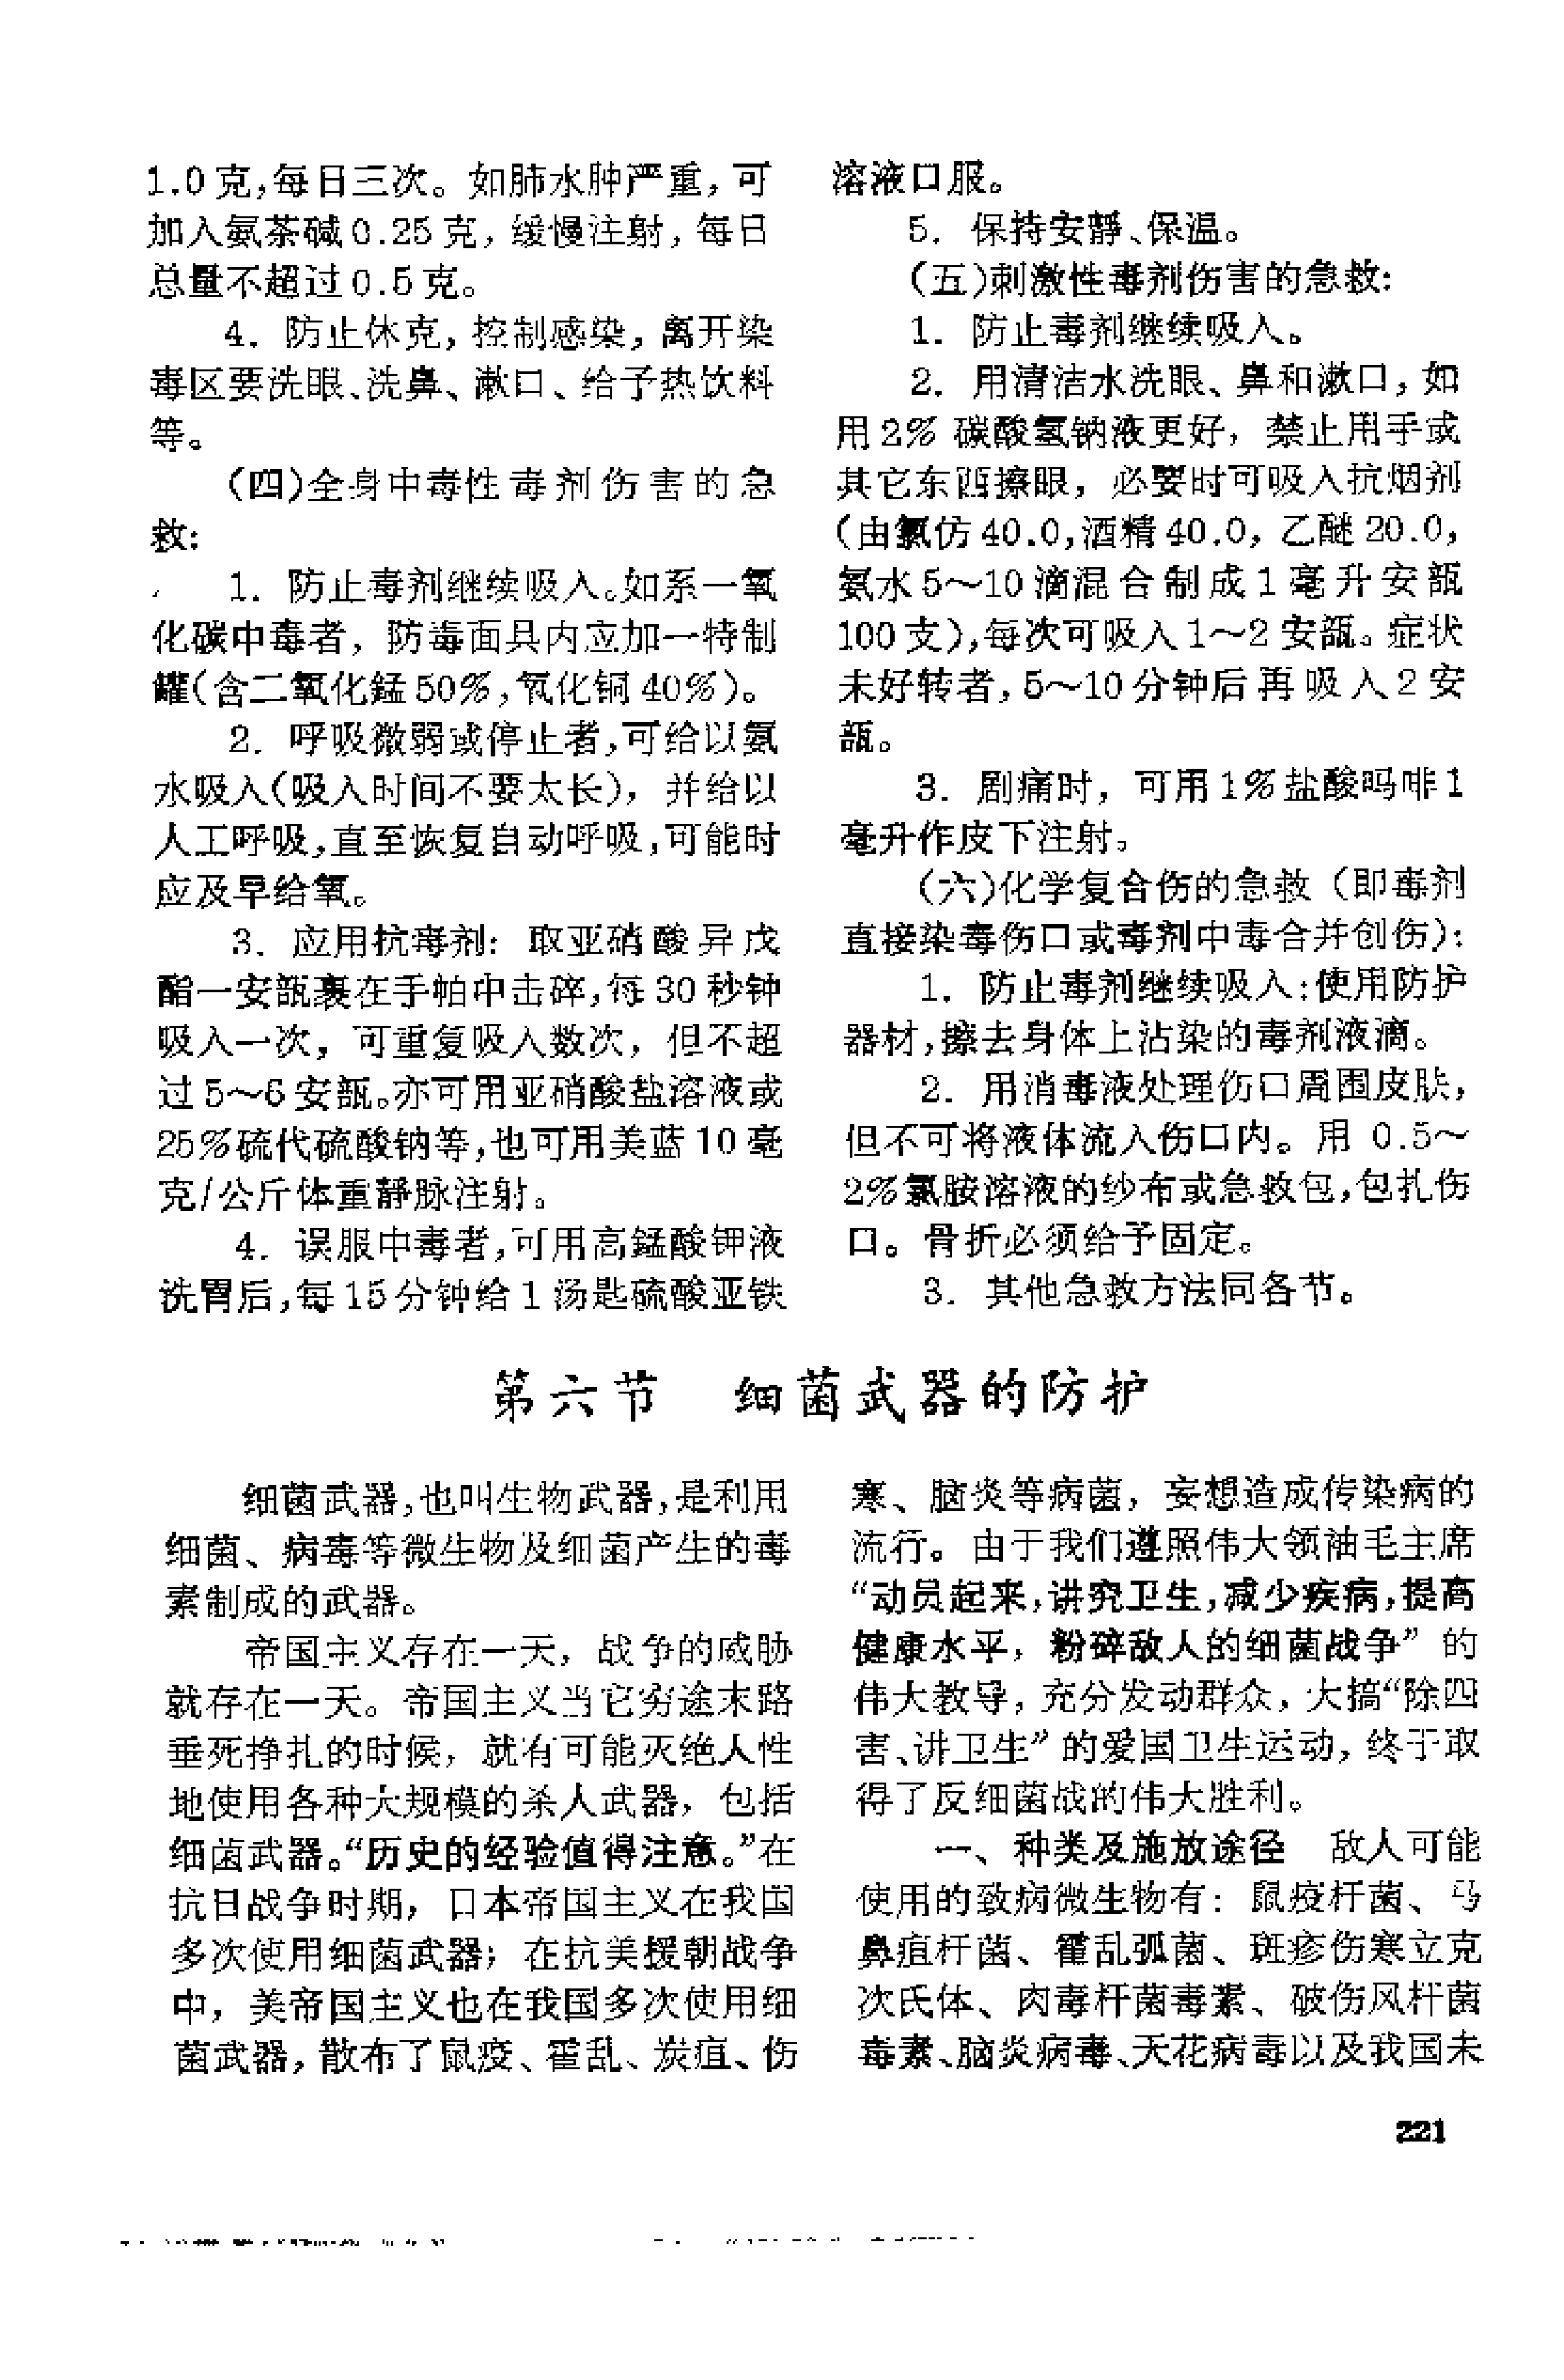 1.0克,每日三次。如肺水肿严重,可
加入氨茶碱0.25克,缓慢注射,每日
总量不超过0.5克。
4. 防止休克,控制感染,离开染
毒区要洗眼、洗鼻、漱口、给予热饮料
等。
(四)全身中毒性毒剂伤害的急
救:
1. 防止毒剂继续吸入。如系一氧
化碳中毒者,防毒面具内应加一特制
罐(含二氧化錳50%,氧化铜40%)。
2. 呼吸微弱或停止者,可给以氨
水吸入(吸入时间不要太长),并给以
人工呼吸,直至恢复自动呼吸,可能时
应及早给氧。
3. 应用抗毒剂: 取亚硝酸异戊
酯一安瓿裹在手帕中击碎,每30秒钟
吸入一次,可重复吸入数次,但不超
过5～6安瓿。亦可用亚硝酸盐溶液或
25%硫代硫酸钠等,也可用美蓝10毫
克/公斤体重静脉注射。
4. 误服中毒者,可用高錳酸钾液
洗胃后,每15分钟给1汤匙硫酸亚铁
溶液口服。
5. 保持安静、保温。
(五)刺激性毒剂伤害的急救:
1. 防止毒剂继续吸入。
2. 用清洁水洗眼、鼻和漱口,如
用2%碳酸氢钠液更好,禁止用手或
其它东西擦眼,必要时可吸入抗烟剂
(由氯仿40.0,酒精40.0,乙醚20.0,
氨水5～10滴混合制成1毫升安瓿
100支),每次可吸入1～2安瓿。症状
未好转者,5～10分钟后再吸入2安
瓿。
3. 剧痛时,可用1%盐酸吗啡1
毫升作皮下注射。
(六)化学复合伤的急救(即毒剂
直接染毒伤口或毒剂中毒合并创伤):
1. 防止毒剂继续吸入:使用防护
器材,擦去身体上沾染的毒剂液滴。
2. 用消毒液处理伤口周围皮肤,
但不可将液体流入伤口内。用 0.5～
2%氯胺溶液的纱布或急救包,包扎伤
口。骨折必须给予固定。
3. 其他急救方法同各节。
第六节 细菌武器的防护
细菌武器,也叫生物武器,是利用
细菌、病毒等微生物及细菌产生的毒
素制成的武器。
帝国主义存在一天,战争的威胁
就存在一天。帝国主义当它穷途末路
垂死挣扎的时候,就有可能灭绝人性
地使用各种大规模的杀人武器,包括
细菌武器。“历史的经验值得注意。”在
抗日战争时期,日本帝国主义在我国
多次使用细菌武器;在抗美援朝战争
中,美帝国主义也在我国多次使用细
菌武器,散布了鼠疫、霍乱、炭疽、伤
寒、脑炎等病菌,妄想造成传染病的
流行。由于我们遵照伟大领袖毛主席
“动员起来,讲究卫生,减少疾病,提高
健康水平,粉碎敌人的细菌战争”的
伟大教导,充分发动群众,大搞“除四
害、讲卫生”的爱国卫生运动,终于取
得了反细菌战的伟大胜利。
一、种类及施放途径 敌人可能
使用的致病微生物有: 鼠疫杆菌、马
鼻疽杆菌、霍乱弧菌、斑疹伤寒立克
次氏体、肉毒杆菌毒素、破伤风杆菌
毒素、脑炎病毒、天花病毒以及我国未
221